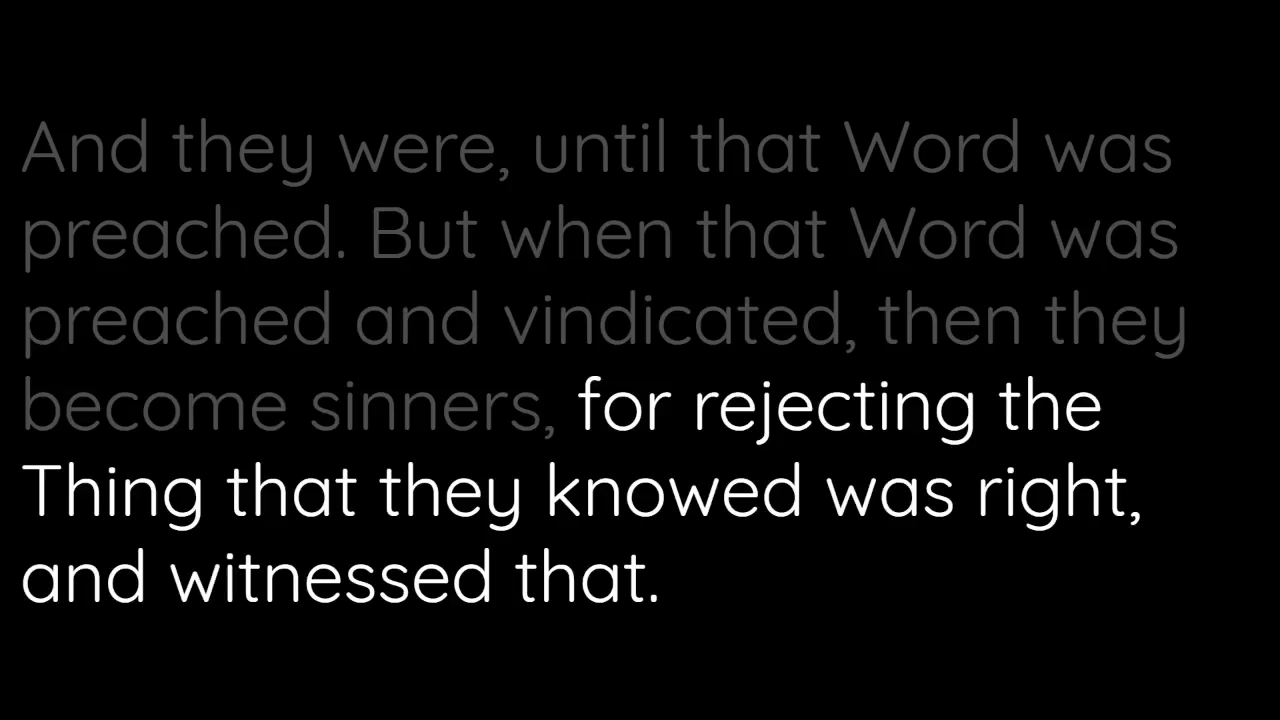 And they were, until that Word was
preached. But when that Word was
preached and vindicated, then they
become sinners, for rejecting the
Thing that they knowed was right,
and witnessed that.